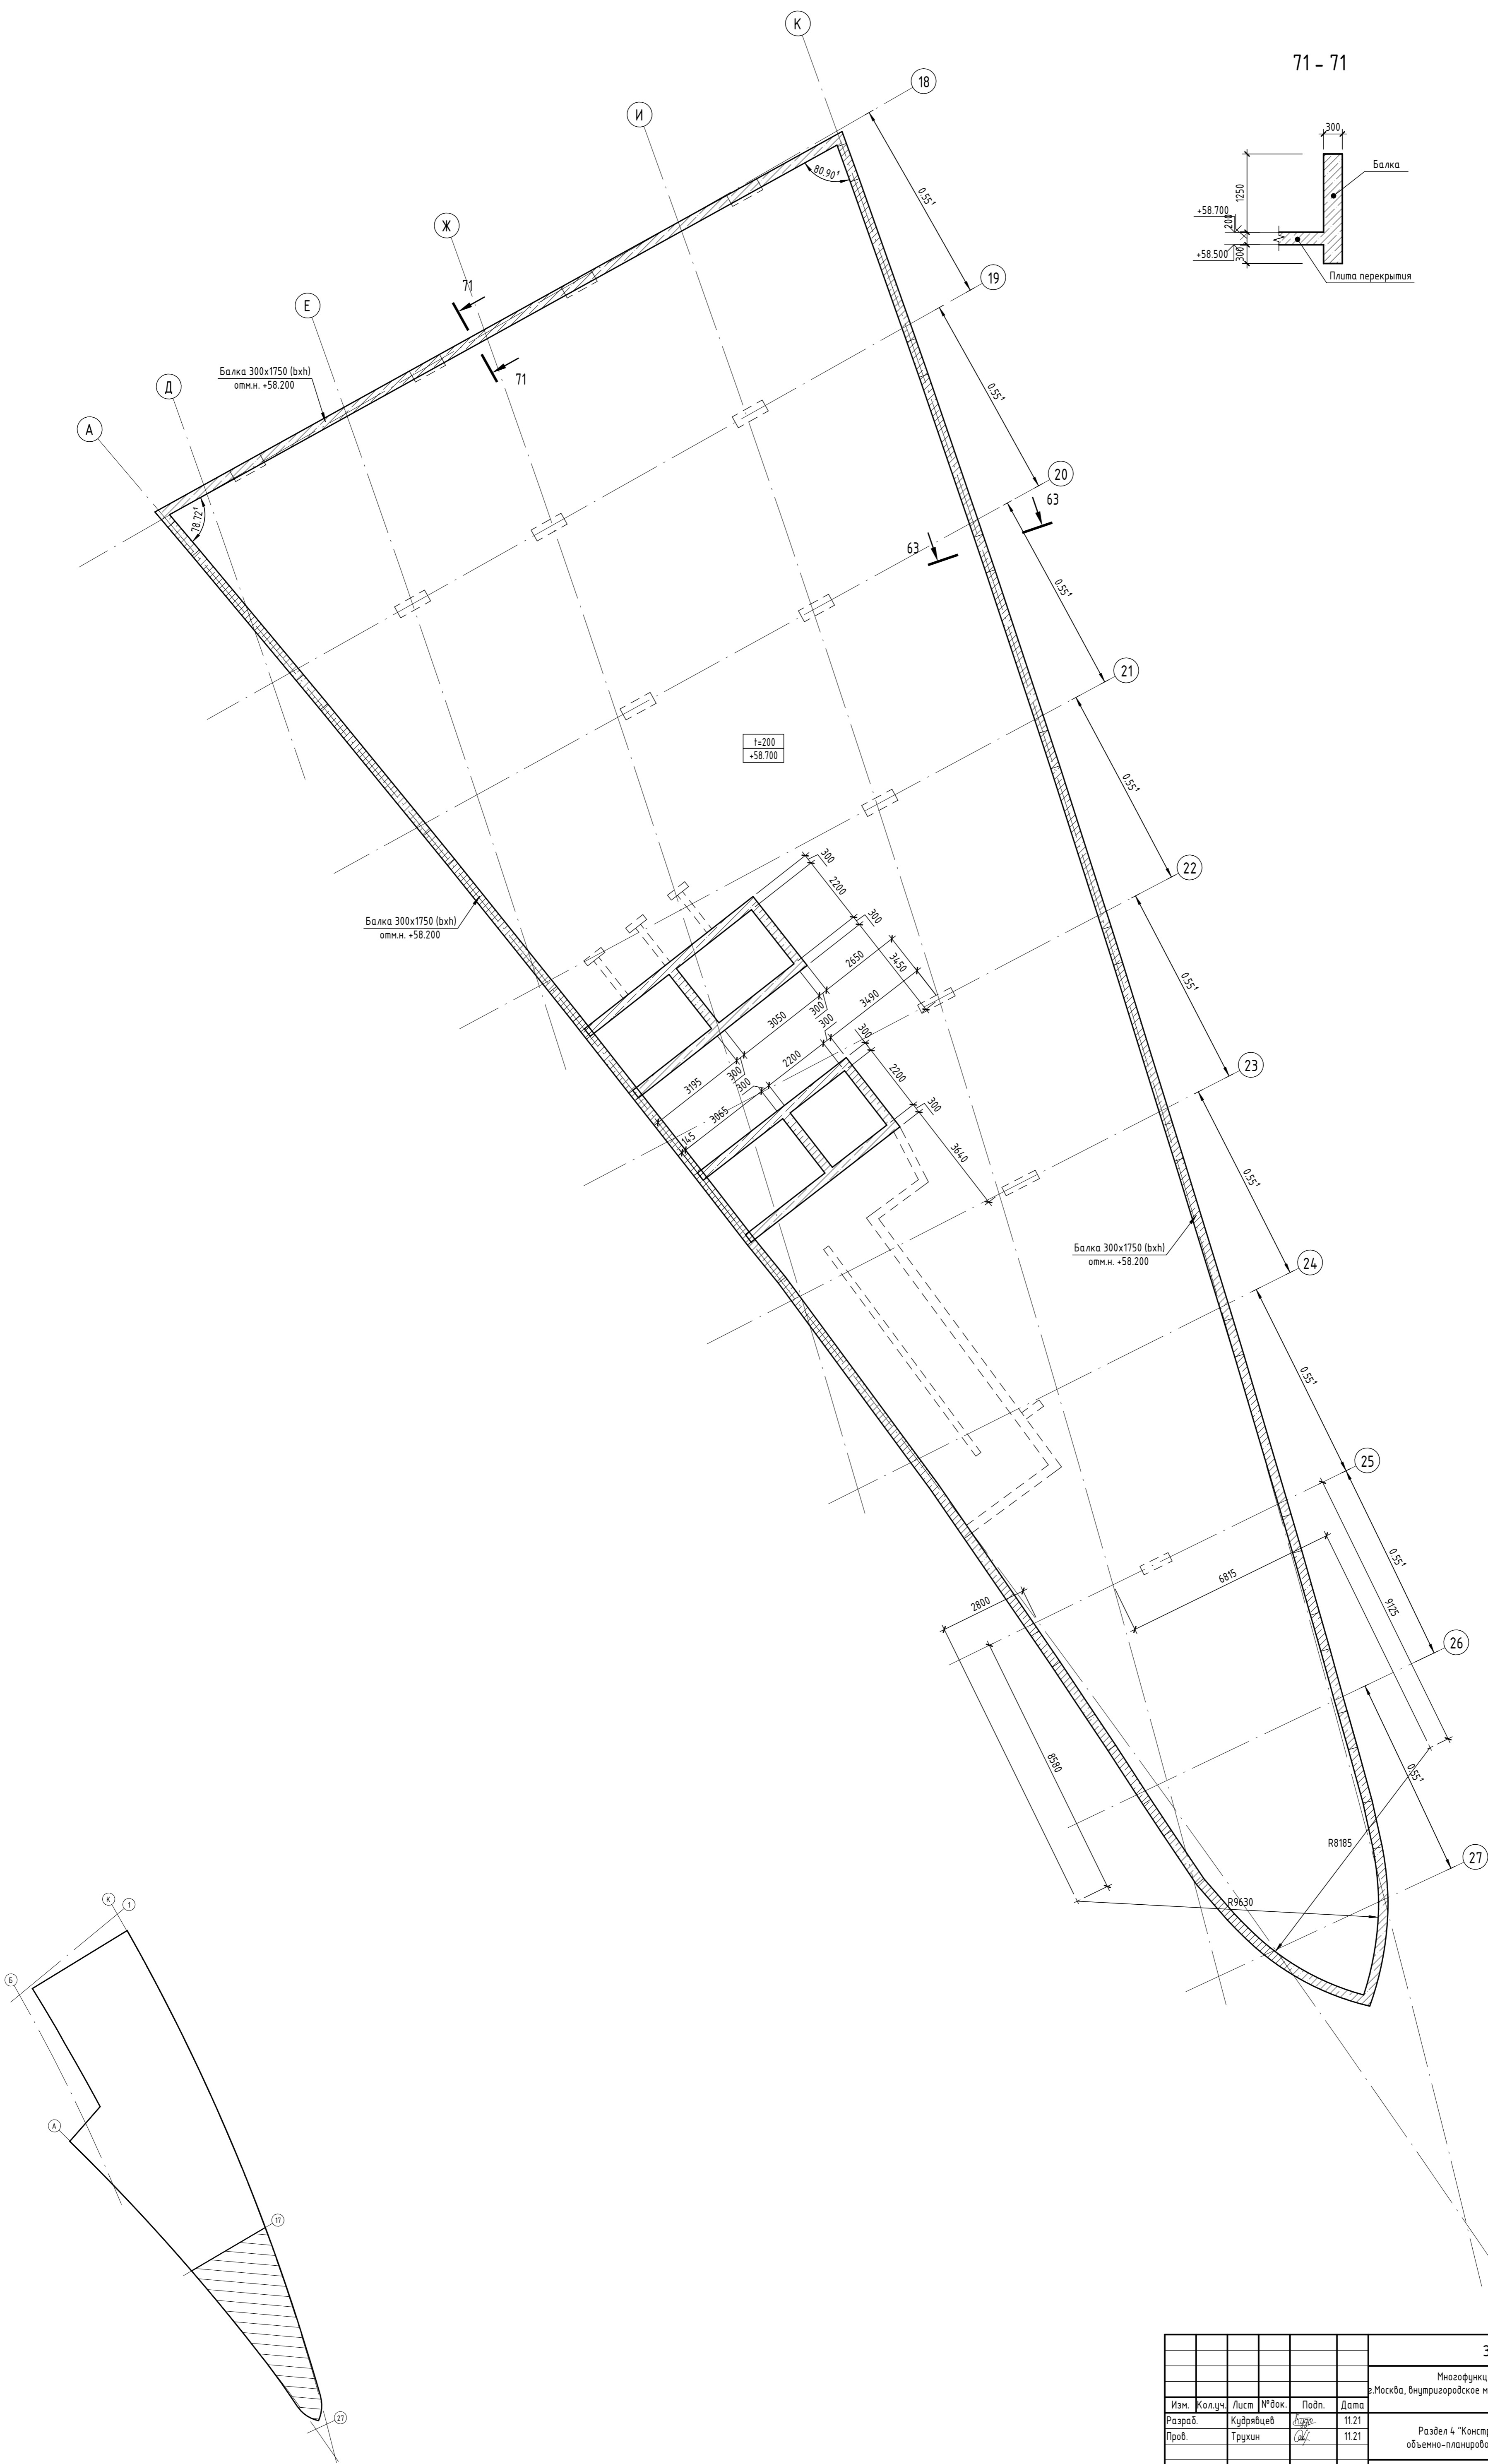 К
18
71 - 71
И
300
Балка
80.90°
0.55°
1250
Ж
+58.700
200
+58.500
300
Плита перекрытия
19
71
Е
Балка 300х1750 (bxh)
отм.н. +58.200
71
Д
0.55°
А
20
63
63
78.72°
0.55°
21
t=200
+58.700
0.55°
300
22
2200
Балка 300х1750 (bxh)
отм.н. +58.200
300
2650
3450
0.55°
3490
300
3050
300
300
23
2200
300
3195
300
2200
3065
300
145
3640
0.55°
Балка 300х1750 (bxh)
отм.н. +58.200
24
0.55°
25
0.55°
6815
2800
9125
26
8580
0.55°
R8185
27
R9630
К
1
Б
А
17
27
Многофункц
г.Москва, внутригородское м
Изм.
Кол.уч.
Лист
№док.
Подп.
Дата
Разраб.
Кудрявцев
11.21
Пров.
Трухин
11.21
Раздел 4 "Констр
объемно-планирово